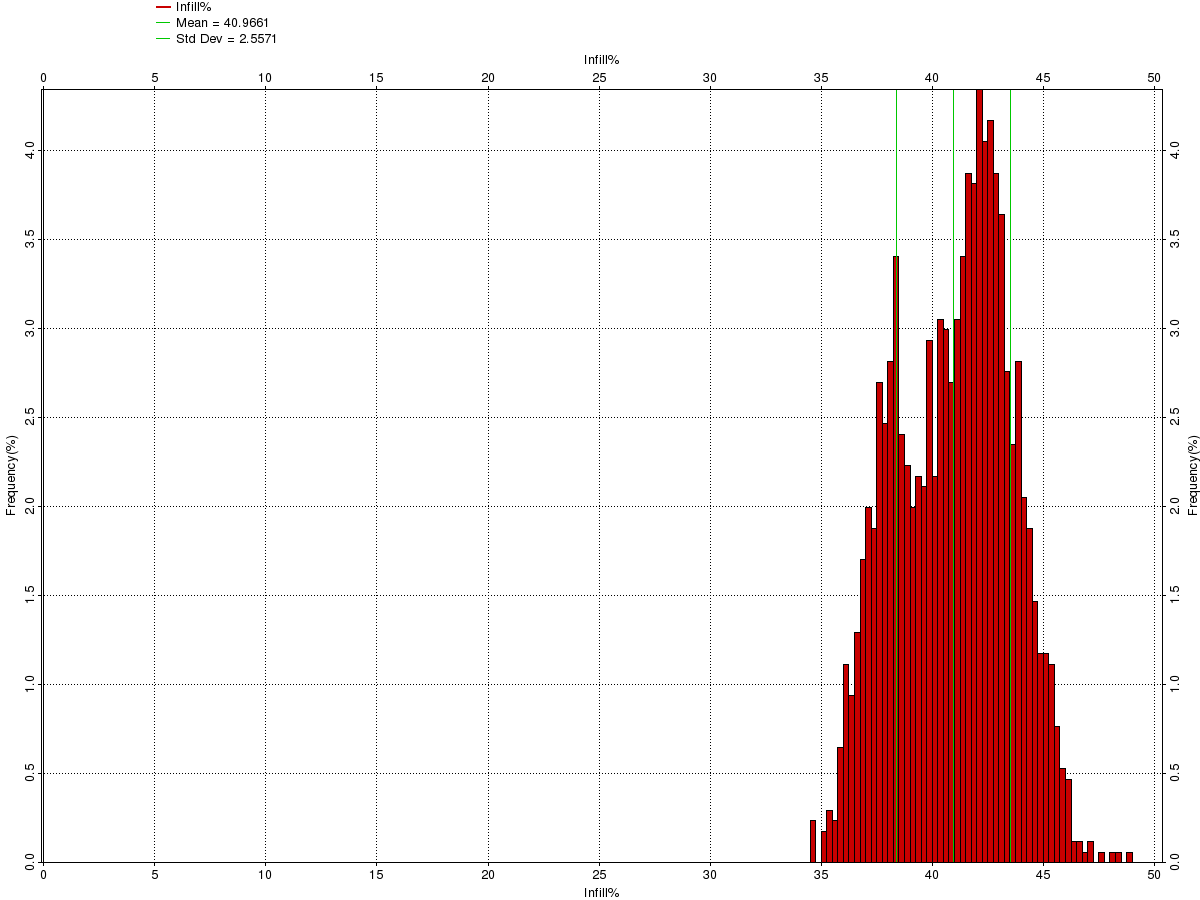 Infill%
Mean = 40.9661
Std Dev = 2.5571
Infill%
0 5 10 15 20 25 30 35 40 45 50
4.0 4.0
3.5 3.5
3.0 3.0
2.5 2.5
Frequency(%) Frequency(%)
2.0 2.0
1.5 1.5
1.0 1.0
0.5 0.5
0.0 0.0
0 5 10 15 20 25 30 35 40 45 50
Infill%